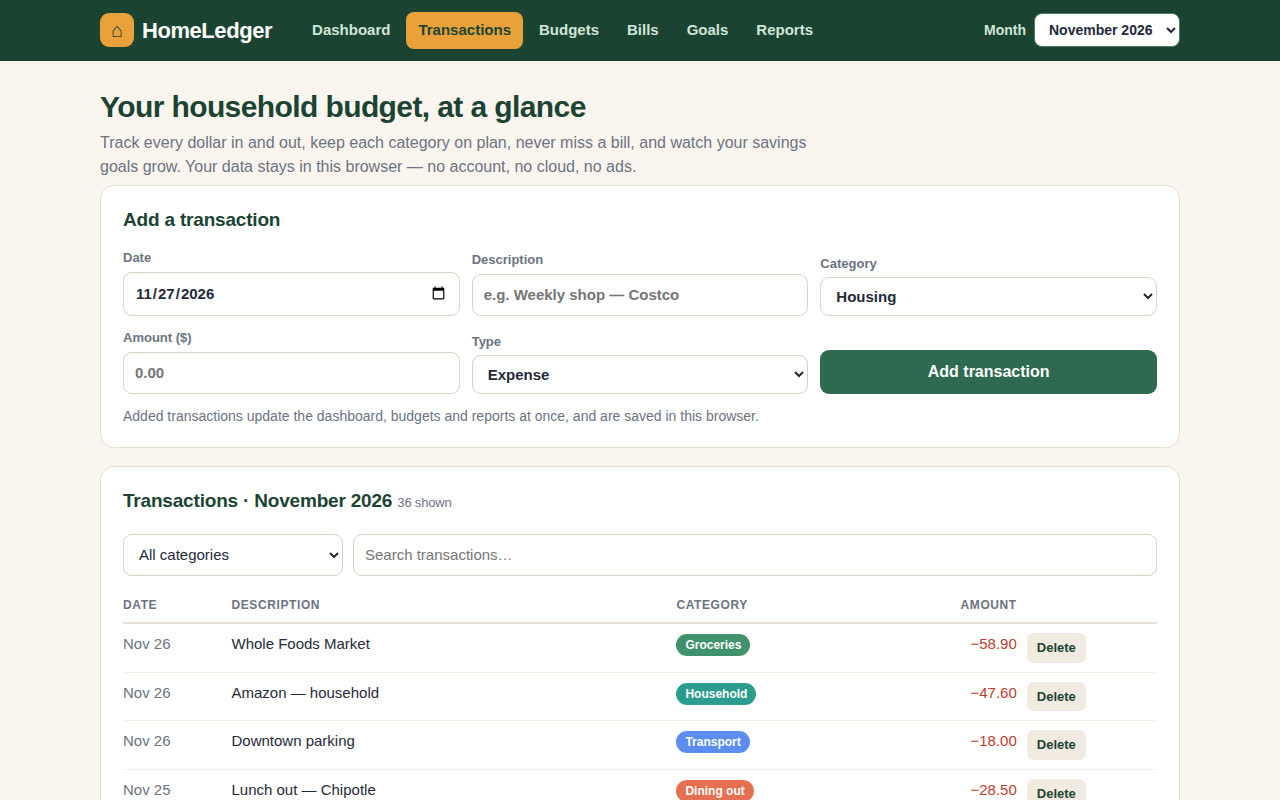 HomeLedger Dashboard Transactions Budgets Bills Goals Reports Month November 2026
Your household budget, at a glance
Track every dollar in and out, keep each category on plan, never miss a bill, and watch your savings
goals grow. Your data stays in this browser — no account, no cloud, no ads.
Add a transaction
Date Description Category
11/27/2026 e.g. Weekly shop — Costco Housing
Amount ($) Type
0.00 Expense Add transaction
Added transactions update the dashboard, budgets and reports at once, and are saved in this browser.
Transactions · November 2026 36 shown
All categories Search transactions…
DATE DESCRIPTION CATEGORY AMOUNT
Nov 26 Whole Foods Market Groceries −58.90 Delete
Nov 26 Amazon — household Household −47.60 Delete
Nov 26 Downtown parking Transport −18.00 Delete
Nov 25 Lunch out — Chipotle Dining out −28.50 Delete